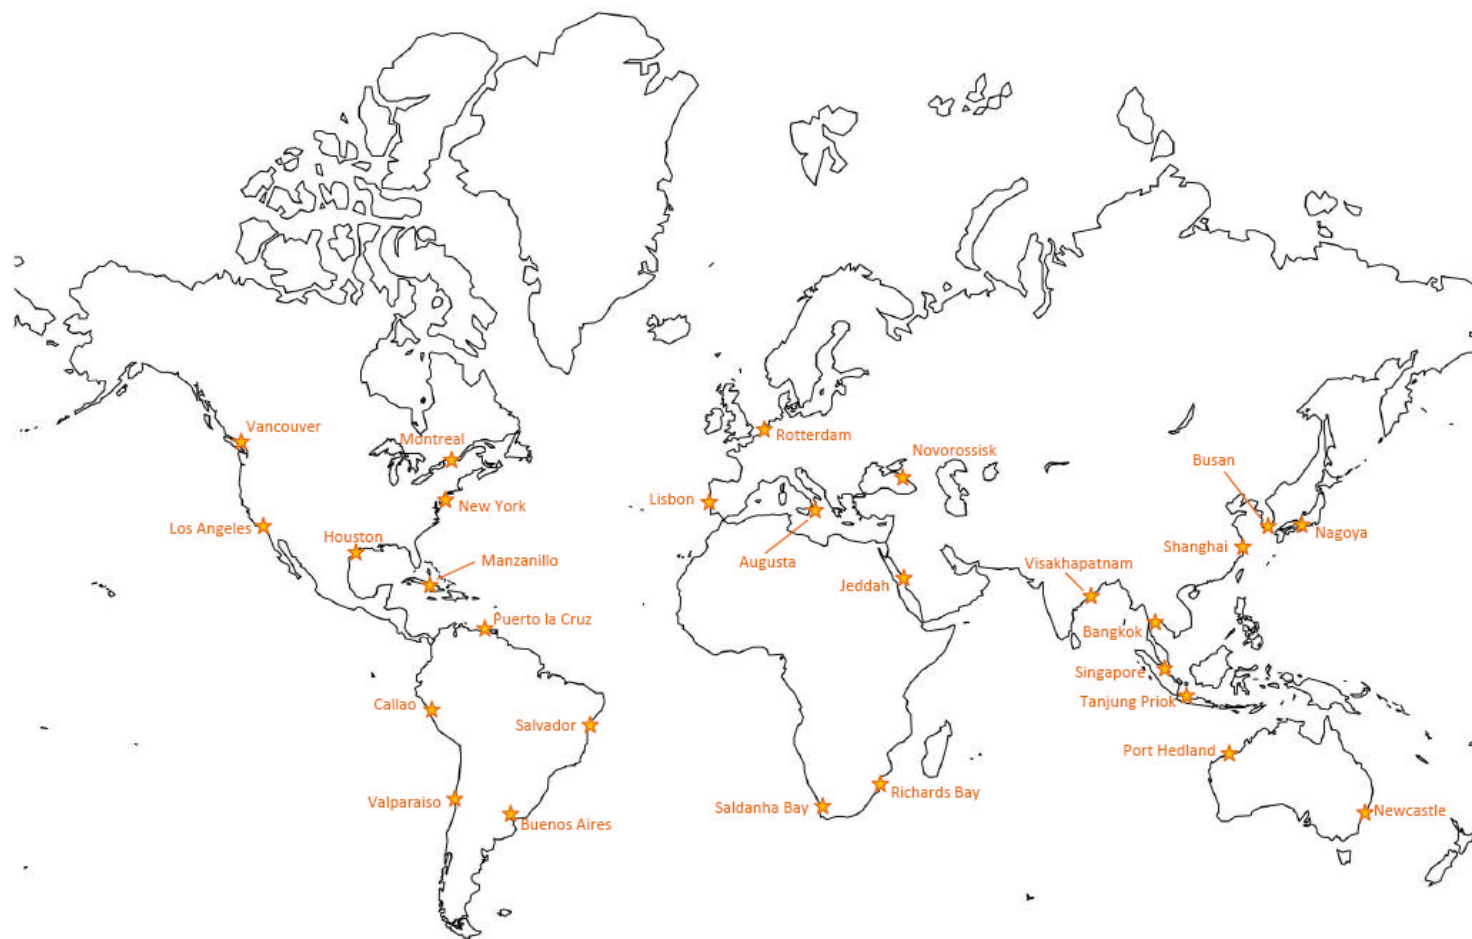 Vancouver
Montreal
Rotterdam
Novorossisk
Busan
Lisbon
New York
Los Angeles
Houston
Nagoya
Shanghai
Manzanillo
Augusta
Visakhapatnam
Jeddah
Puerto la Cruz
Bangkok
Singapore
Callao
Tanjung Priok
Salvador
Port Hedland
Richards Bay
Valparaiso
Saldanha Bay
Newcastle
Buenos Aires